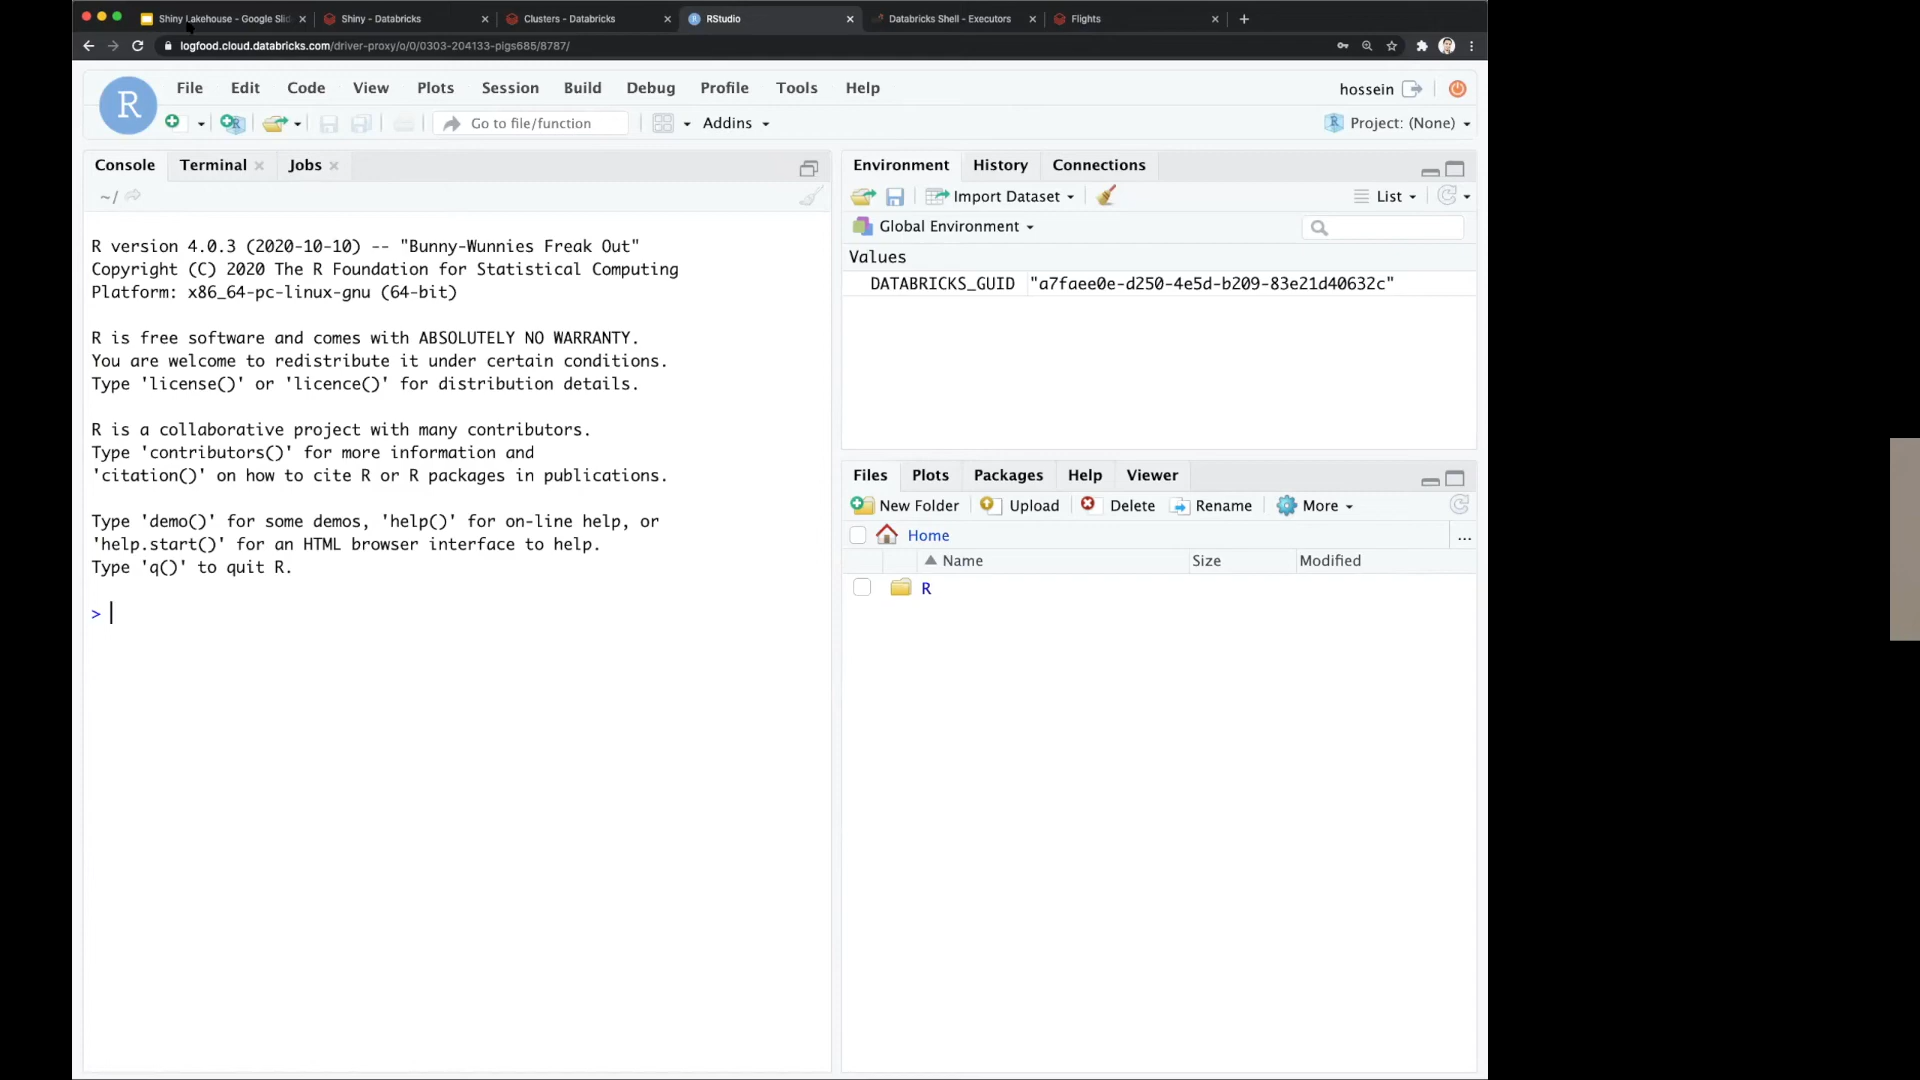 Shiny Lakehouse - Google Slid
Shiny - Databricks
Clusters - Databricks
RStudio
Databricks Shell - Executors
Flights
logfood.cloud.databricks.com/driver-proxy/o/0/0303-204133-plgs685/8787/
R
File Edit Code View Plots Session Build Debug Profile Tools Help
hossein
Go to file/function
Addins
Project: (None)
Console Terminal Jobs
~/
R version 4.0.3 (2020-10-10) -- "Bunny-Wunnies Freak Out"
Copyright (C) 2020 The R Foundation for Statistical Computing
Platform: x86_64-pc-linux-gnu (64-bit)
R is free software and comes with ABSOLUTELY NO WARRANTY.
You are welcome to redistribute it under certain conditions.
Type 'license()' or 'licence()' for distribution details.
R is a collaborative project with many contributors.
Type 'contributors()' for more information and
'citation()' on how to cite R or R packages in publications.
Type 'demo()' for some demos, 'help()' for on-line help, or
'help.start()' for an HTML browser interface to help.
Type 'q()' to quit R.
>
Environment History Connections
Import Dataset
List
Global Environment
Values
DATABRICKS_GUID "a7faee0e-d250-4e5d-b209-83e21d40632c"
Files Plots Packages Help Viewer
New Folder Upload Delete Rename More
Home
...
Name Size Modified
R